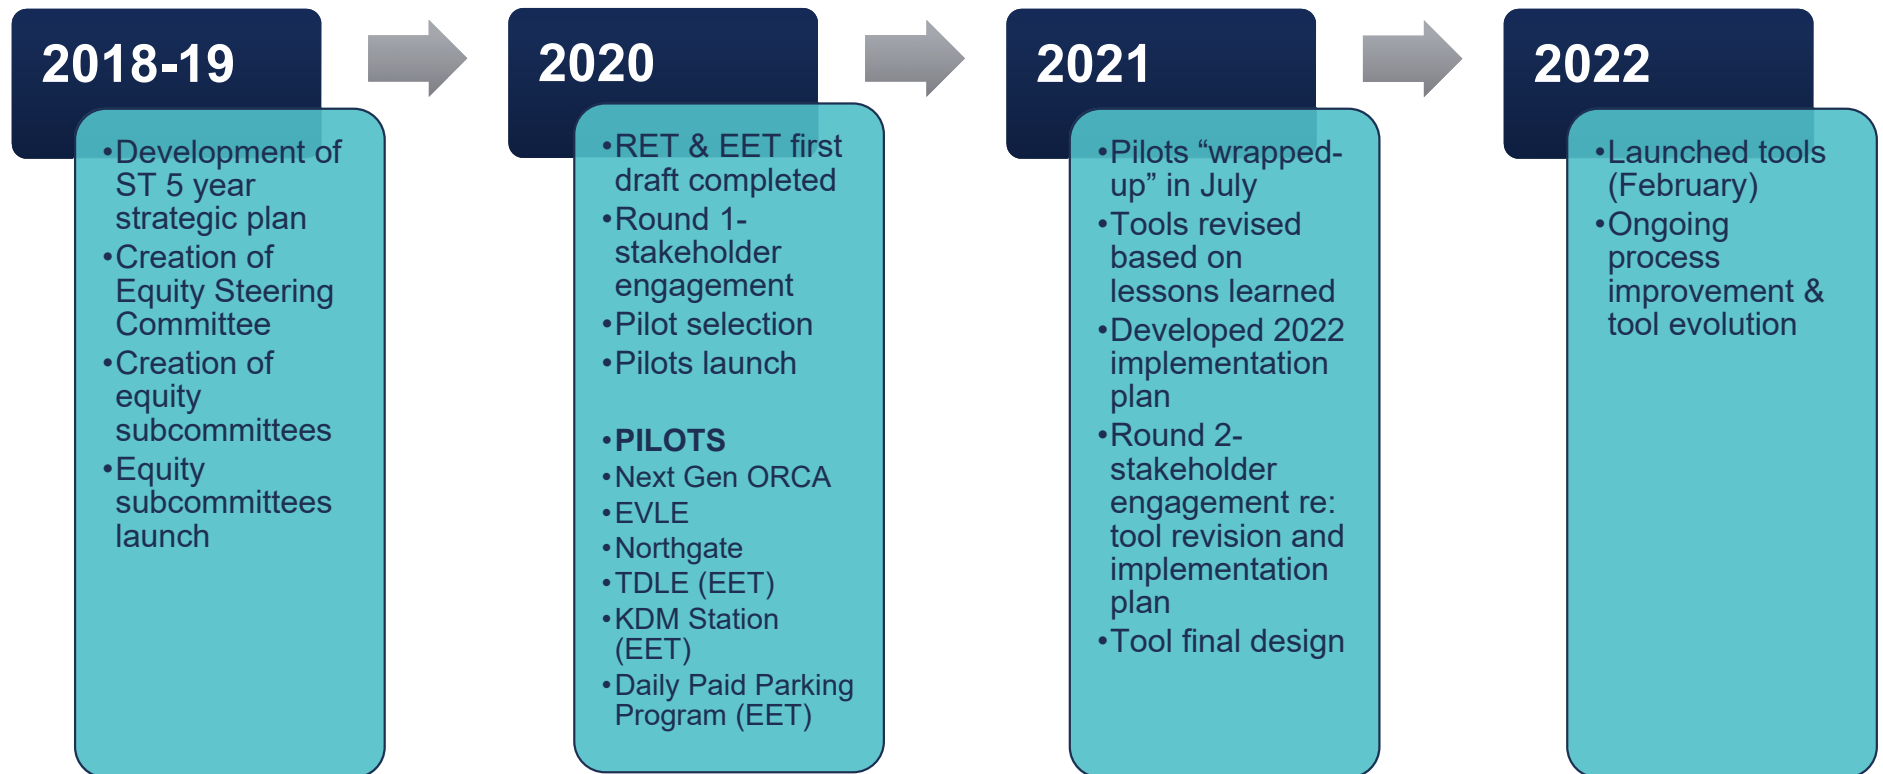 2018-19
•Development of
ST 5 year
strategic plan
•Creation of
Equity Steering
Committee
•Creation of
equity
subcommittees
•Equity
subcommittees
launch
2020
•RET & EET first
draft completed
•Round 1-
stakeholder
engagement
•Pilot selection
•Pilots launch
•PILOTS
•Next Gen ORCA
•EVLE
•Northgate
•TDLE (EET)
•KDM Station
(EET)
•Daily Paid Parking
Program (EET)
2021
•Pilots “wrapped-
up” in July
•Tools revised
based on
lessons learned
•Developed 2022
implementation
plan
•Round 2-
stakeholder
engagement re:
tool revision and
implementation
plan
•Tool final design
2022
•Launched tools
(February)
•Ongoing
process
improvement &
tool evolution